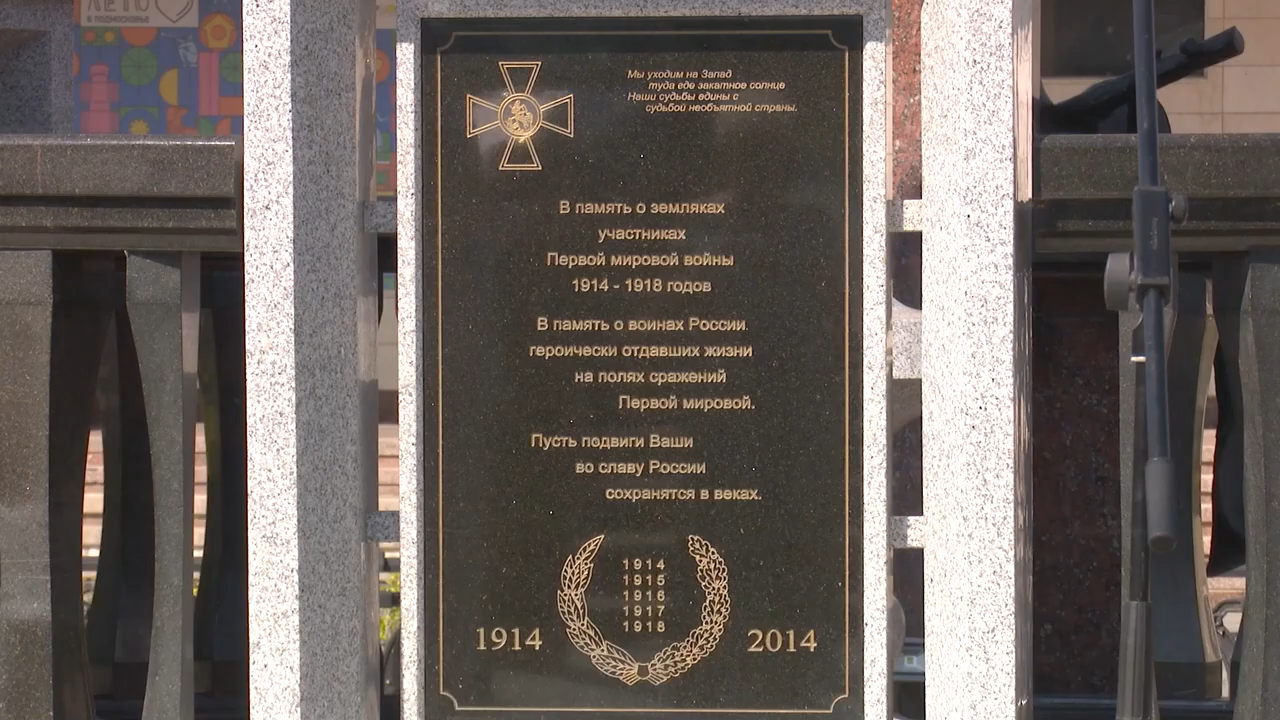 ЛЕТО
В ПОДМОСКОВЬЕ
Мы уходим на Запад
туда где закатное солнце
Наши судьбы едины с
судьбой необъятной страны.
В память о земляках
участниках
Первой мировой войны
1914 - 1918 годов
В память о воинах России
героически отдавших жизни
на полях сражений
Первой мировой.
Пусть подвиги Ваши
во славу России
сохранятся в веках.
1914
1915
1916
1917
1918
1914
2014